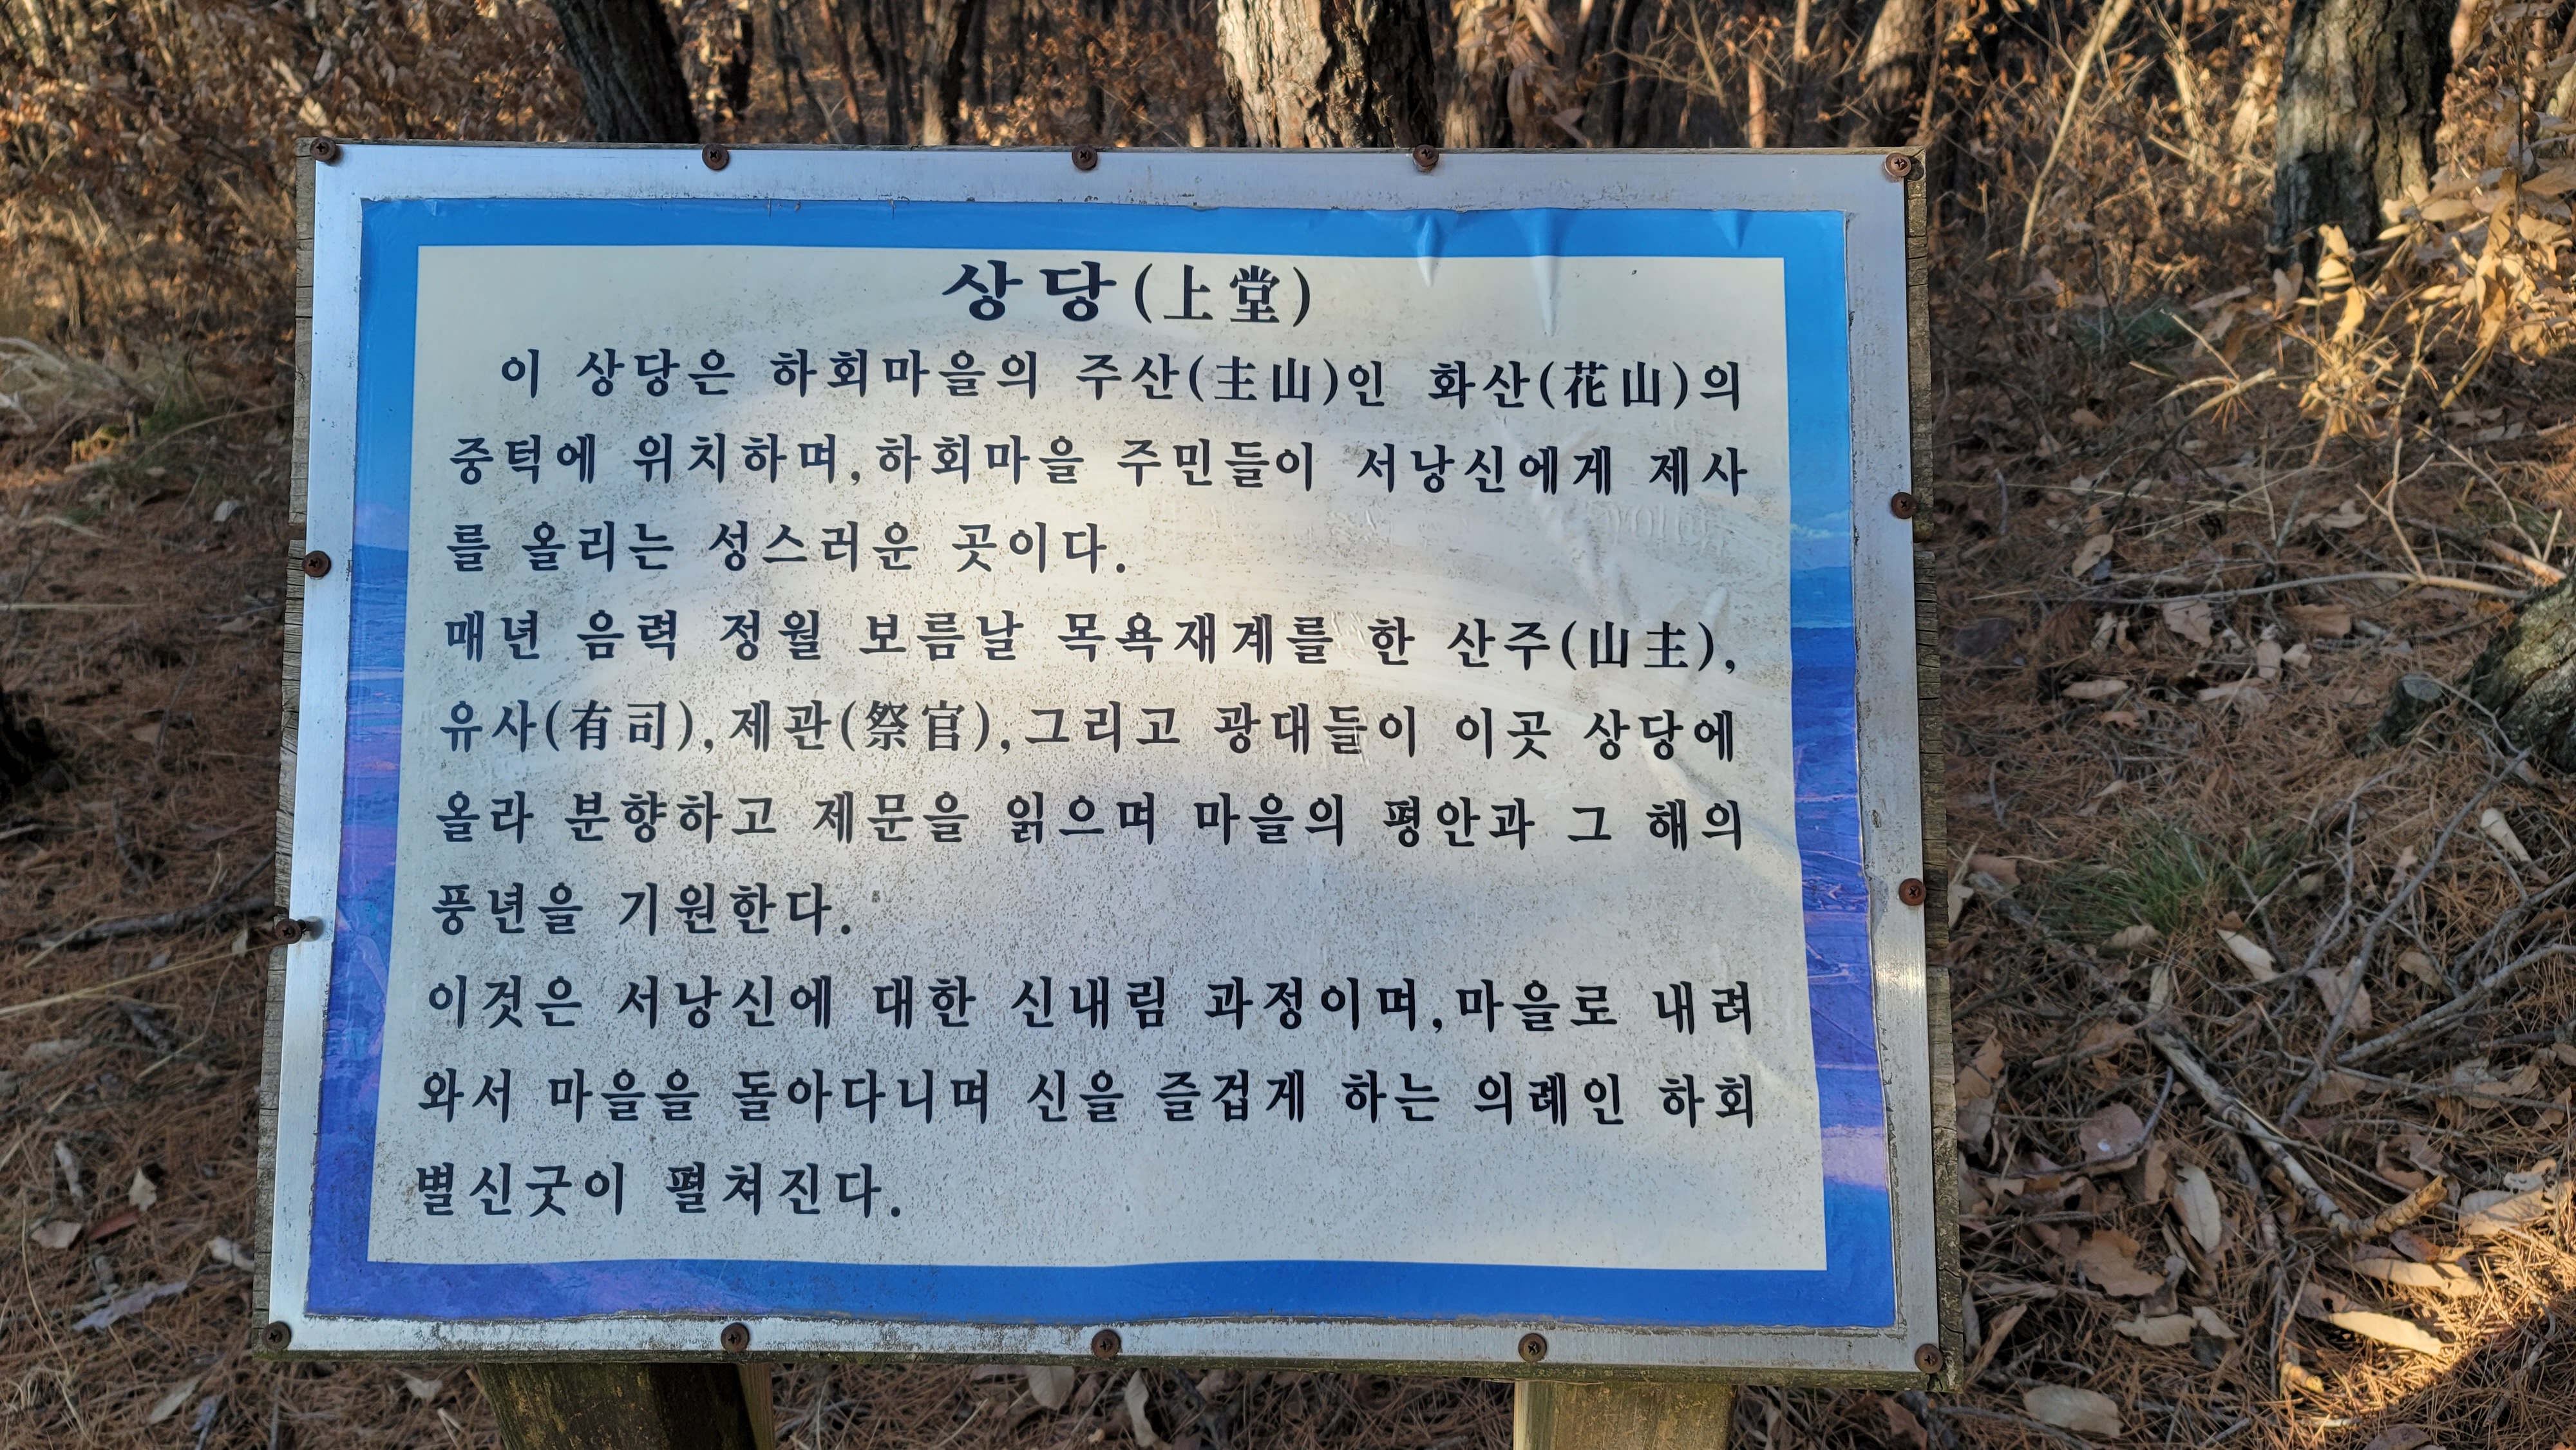 상당(上堂)
이 상당은 하회마을의 주산(主山)인 화산(花山)의
중턱에 위치하며,하회마을 주민들이 서낭신에게 제사
를 올리는 성스러운 곳이다.
매년 음력 정월 보름날 목욕재계를 한 산주(山主),
유사(有司),제관(祭官),그리고 광대들이 이곳 상당에
올라 분향하고 제문을 읽으며 마을의 평안과 그 해의
풍년을 기원한다.
이것은 서낭신에 대한 신내림 과정이며,마을로 내려
와서 마을을 돌아다니며 신을 즐겁게 하는 의례인 하회
별신굿이 펼쳐진다.